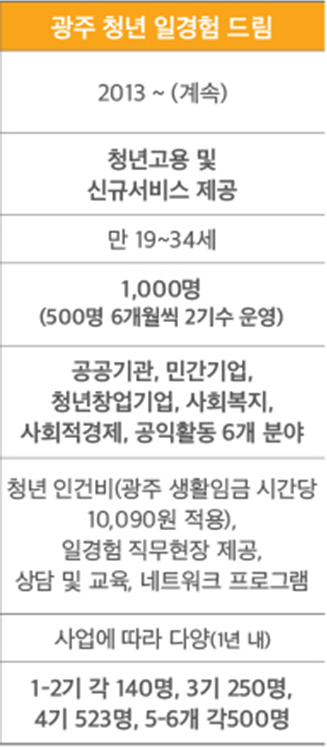 광주 청년 일경험 드림
2013 ~ (계속)
청년고용 및
신규서비스 제공
만 19~34세
1,000명
(500명 6개월씩 2기수 운영)
공공기관, 민간기업,
청년창업기업, 사회복지,
사회적경제, 공익활동 6개 분야
청년 인건비(광주 생활임금 시간당
10,090원 적용),
일경험 직무현장 제공,
상담 및 교육, 네트워크 프로그램
사업에 따라 다양(1년 내)
1-2기 각 140명, 3기 250명,
4기 523명, 5-6개 각500명